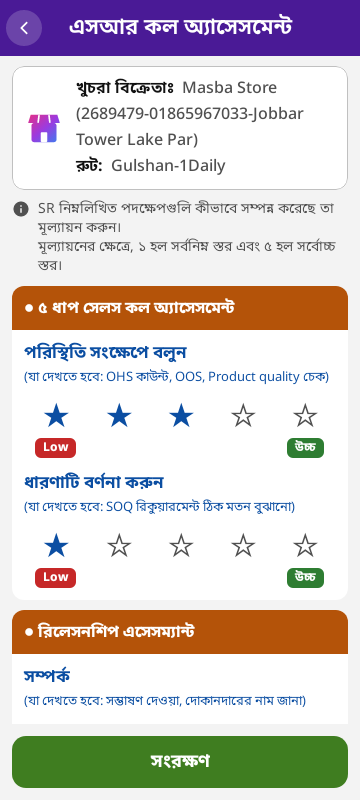 এসআর কল অ্যাসেসমেন্ট
খুচরা বিক্রেতাঃ Masba Store
(2689479-01865967033-Jobbar
Tower Lake Par)
রুট: Gulshan-1Daily
SR নিম্নলিখিত পদক্ষেপগুলি কীভাবে সম্পন্ন করেছে তা
মূল্যায়ন করুন।
মূল্যায়নের ক্ষেত্রে, ১ হল সর্বনিম্ন স্তর এবং ৫ হল সর্বোচ্চ
স্তর।
• ৫ ধাপ সেলস কল অ্যাসেসমেন্ট
পরিস্থিতি সংক্ষেপে বলুন
(যা দেখতে হবে: OHS কাউন্ট, OOS, Product quality চেক)
Low
উচ্চ
ধারণাটি বর্ণনা করুন
(যা দেখতে হবে: SOQ রিকুয়ারমেন্ট ঠিক মতন বুঝানো)
Low
উচ্চ
• রিলেসনশিপ এসেসম্যান্ট
সম্পর্ক
(যা দেখতে হবে: সম্ভাষণ দেওয়া, দোকানদারের নাম জানা)
সংরক্ষণ